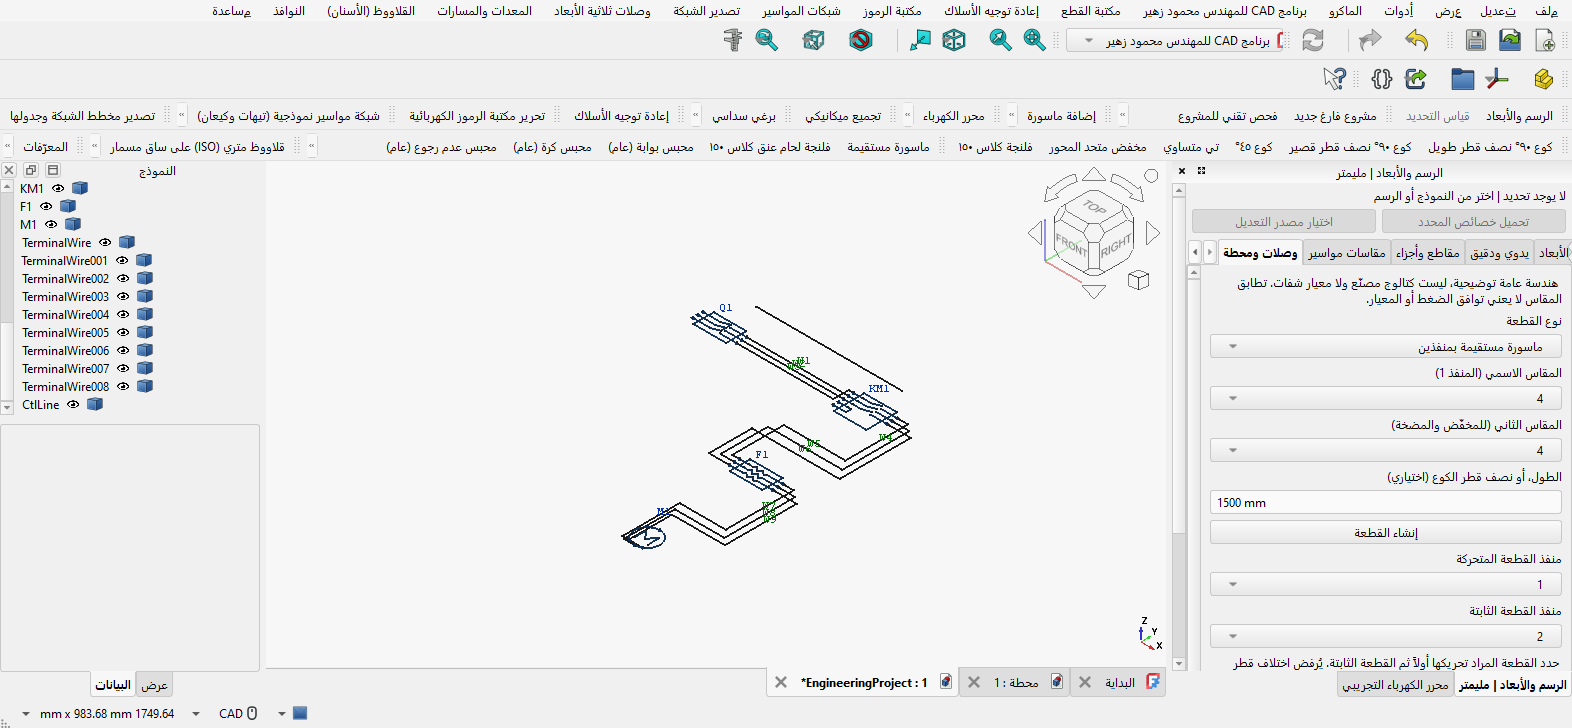 ملف تعديل عرض أدوات الماكرو برنامج CAD للمهندس محمود زهير مكتبة القطع إعادة توجيه الأسلاك مكتبة الرموز شبكات المواسير تصدير الشبكة وصلات ثلاثية الأبعاد المعدات والمسارات القلاووظ (الأسنان) النوافذ مساعدة
برنامج CAD للمهندس محمود زهير
الرسم والأبعاد قياس التحديد مشروع فارغ جديد فحص تقني للمشروع إضافة ماسورة محرر الكهرباء تجميع ميكانيكي برغي سداسي إعادة توجيه الأسلاك تحرير مكتبة الرموز الكهربائية شبكة مواسير نموذجية (تيهات وكيعان) تصدير مخطط الشبكة وجدولها
كوع ٩٠° نصف قطر طويل كوع ٩٠° نصف قطر قصير كوع ٤٥° تي متساوي مخفض متحد المحور فلنجة كلاس ١٥٠ ماسورة مستقيمة فلنجة لحام عنق كلاس ١٥٠ محبس بوابة (عام) محبس كرة (عام) محبس عدم رجوع (عام) قلاووظ متري (ISO) على ساق مسمار المعرّفات
النموذج
KM1
F1
M1
TerminalWire
TerminalWire001
TerminalWire002
TerminalWire003
TerminalWire004
TerminalWire005
TerminalWire006
TerminalWire007
TerminalWire008
CtlLine
عرض البيانات
TOP
FRONT
RIGHT
Q1
W1
KM1
W4
W5
W6
F1
W7
W8
W9
M1
M
Z
Y
X
الرسم والأبعاد | مليمتر
لا يوجد تحديد | اختر من النموذج أو الرسم
تحميل خصائص المحدد اختيار مصدر التعديل
الأبعاد يدوي ودقيق مقاطع وأجزاء مقاسات مواسير وصلات ومحطة
هندسة عامة توضيحية، ليست كتالوج مصنّع ولا معيار شفات. تطابق
المقاس لا يعني توافق الضغط أو المعيار.
نوع القطعة
ماسورة مستقيمة بمنفذين
المقاس الاسمي (المنفذ 1)
4
المقاس الثاني (للمخفّض والمضخة)
4
الطول، أو نصف قطر الكوع (اختياري)
1500 mm
إنشاء القطعة
منفذ القطعة المتحركة
1
منفذ القطعة الثابتة
2
حدد القطعة المراد تحريكها أولاً ثم القطعة الثابتة. يُرفض اختلاف قطر
الرسم والأبعاد | مليمتر محرر الكهرباء التجريبي
البداية محطة : 1 EngineeringProject : 1*
mm x 983.68 mm 1749.64 CAD